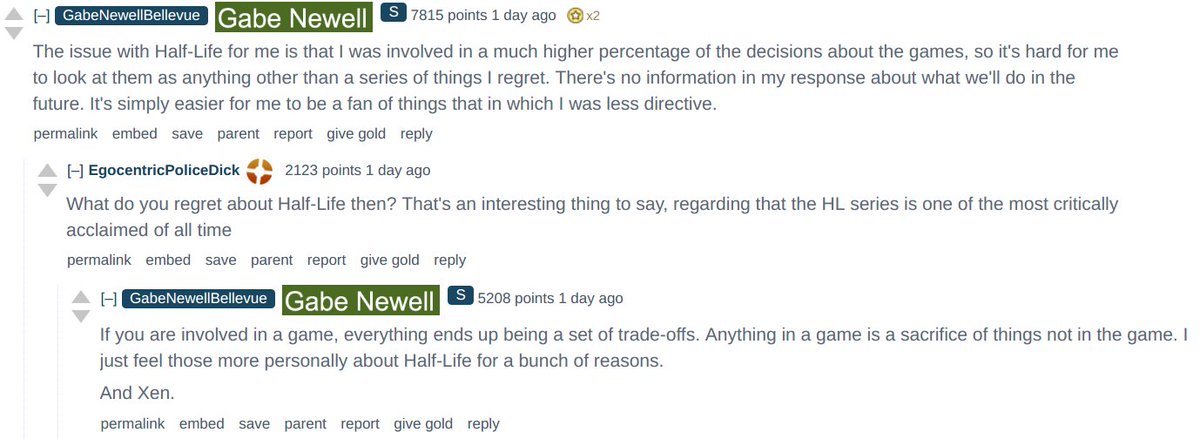 [–] GabeNewellBellevue Gabe Newell S 7815 points 1 day ago x2
The issue with Half-Life for me is that I was involved in a much higher percentage of the decisions about the games, so it's hard for me
to look at them as anything other than a series of things I regret. There's no information in my response about what we'll do in the
future. It's simply easier for me to be a fan of things that in which I was less directive.
permalink embed save parent report give gold reply
[–] EgocentricPoliceDick 2123 points 1 day ago
What do you regret about Half-Life then? That's an interesting thing to say, regarding that the HL series is one of the most critically
acclaimed of all time
permalink embed save parent report give gold reply
[–] GabeNewellBellevue Gabe Newell S 5208 points 1 day ago
If you are involved in a game, everything ends up being a set of trade-offs. Anything in a game is a sacrifice of things not in the game. I
just feel those more personally about Half-Life for a bunch of reasons.
And Xen.
permalink embed save parent report give gold reply